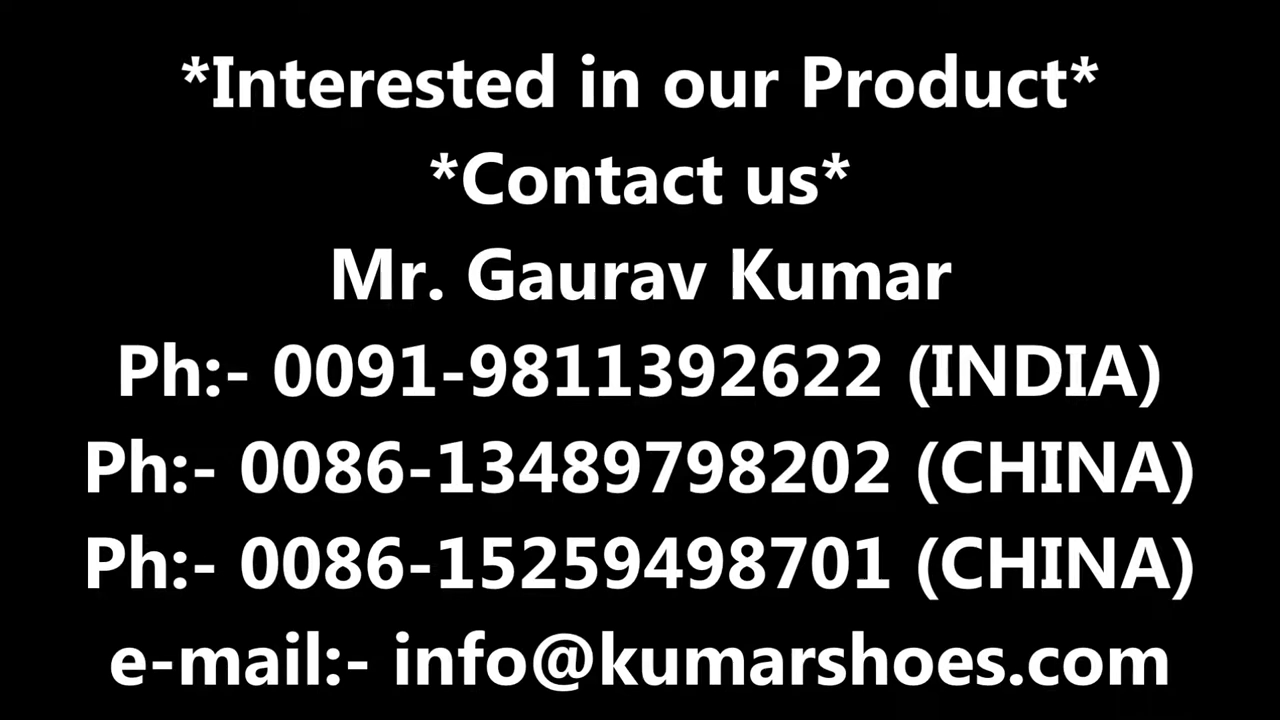 *Interested in our Product*
*Contact us*
Mr. Gaurav Kumar
Ph:- 0091-9811392622 (INDIA)
Ph:- 0086-13489798202 (CHINA)
Ph:- 0086-15259498701 (CHINA)
e-mail:- info@kumarshoes.com